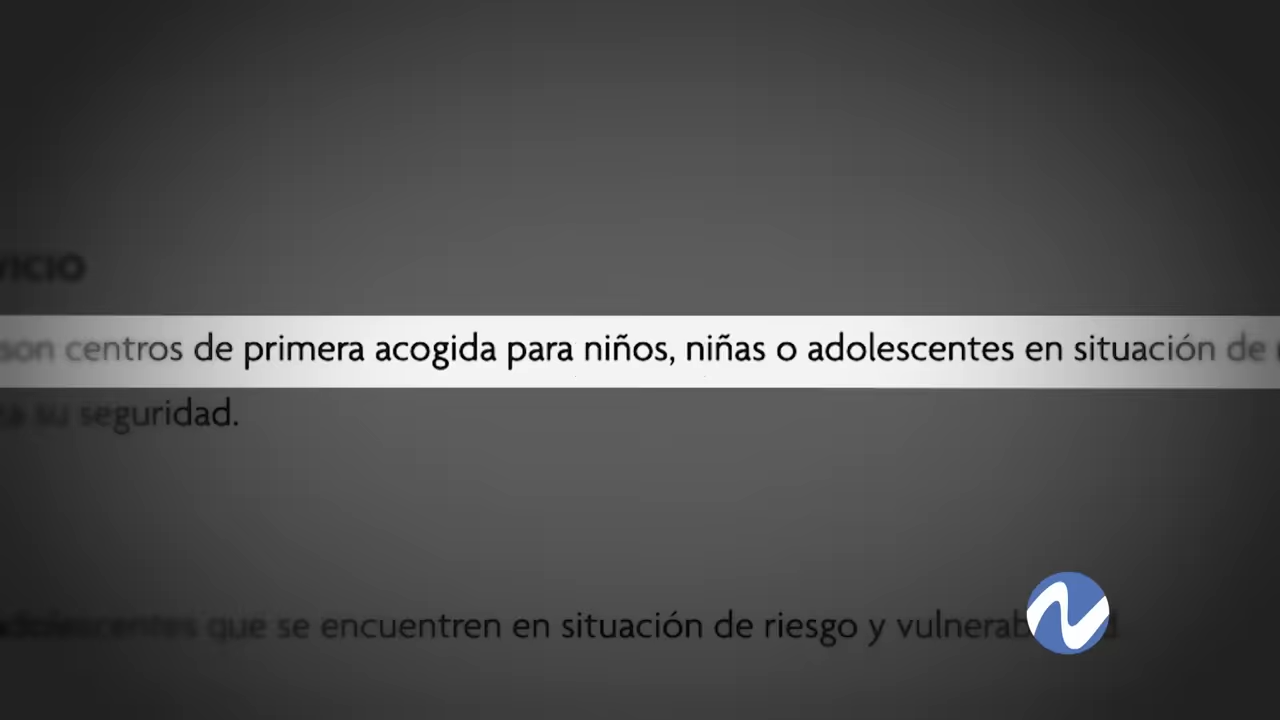 VICIO
son centros de primera acogida para niños, niñas o adolescentes en situación de
su seguridad.
adolescentes que se encuentren en situación de riesgo y